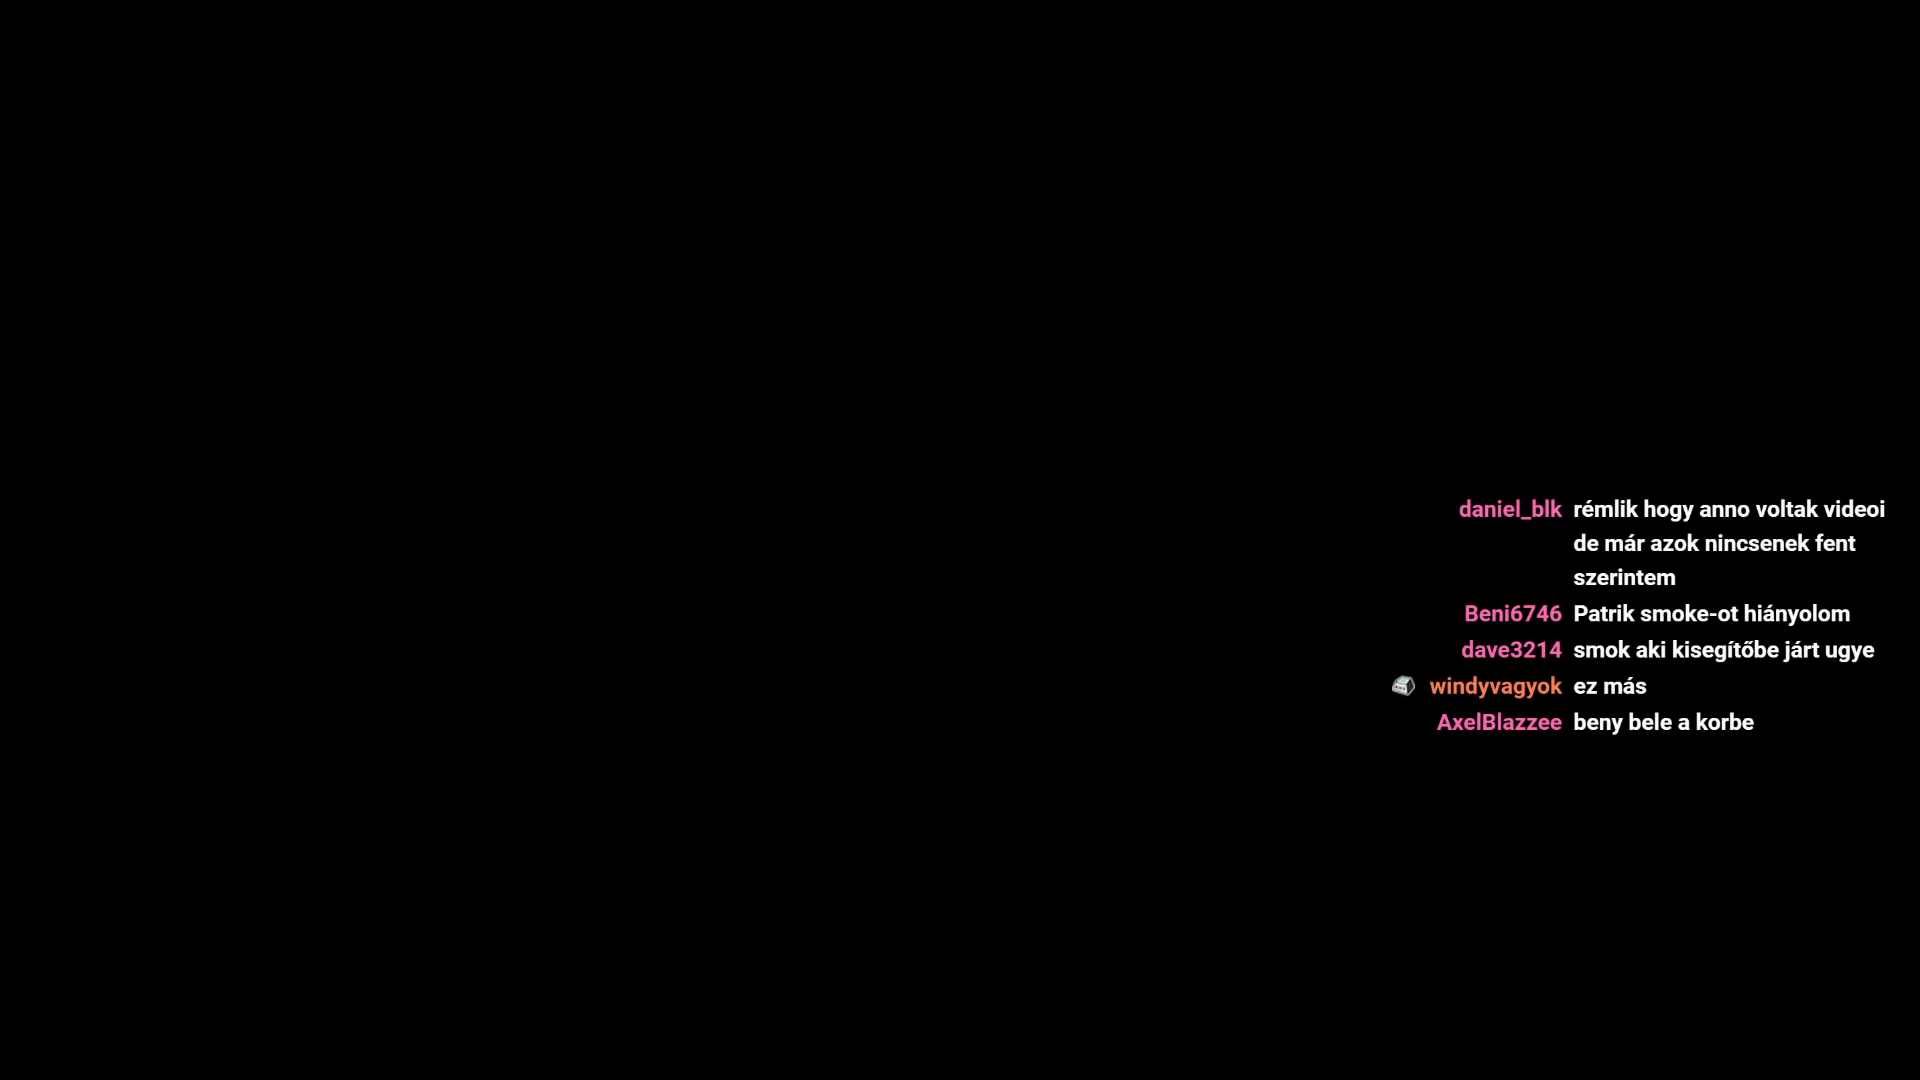 daniel_blk rémlik hogy anno voltak videoi
de már azok nincsenek fent
szerintem
Beni6746 Patrik smoke-ot hiányolom
dave3214 smok aki kisegítőbe járt ugye
windyvagyok ez más
AxelBlazzee beny bele a korbe